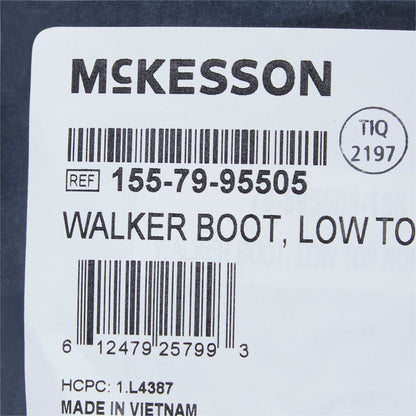 McKESSON
TIQ
2197
REF 155-79-95505
WALKER BOOT, LOW TO
6 12479 25799 3
HCPC: 1.L4387
MADE IN VIETNAM